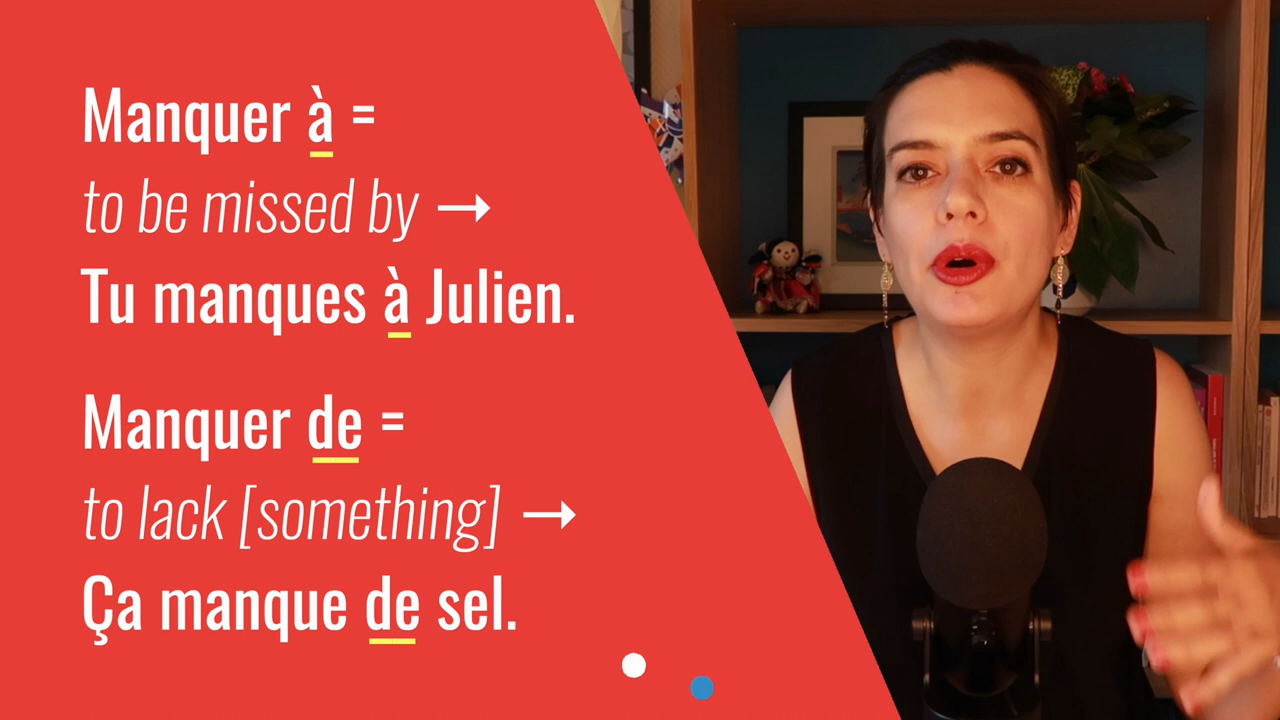 Manquer à =
to be missed by →
Tu manques à Julien.
Manquer de =
to lack [something] →
Ça manque de sel.